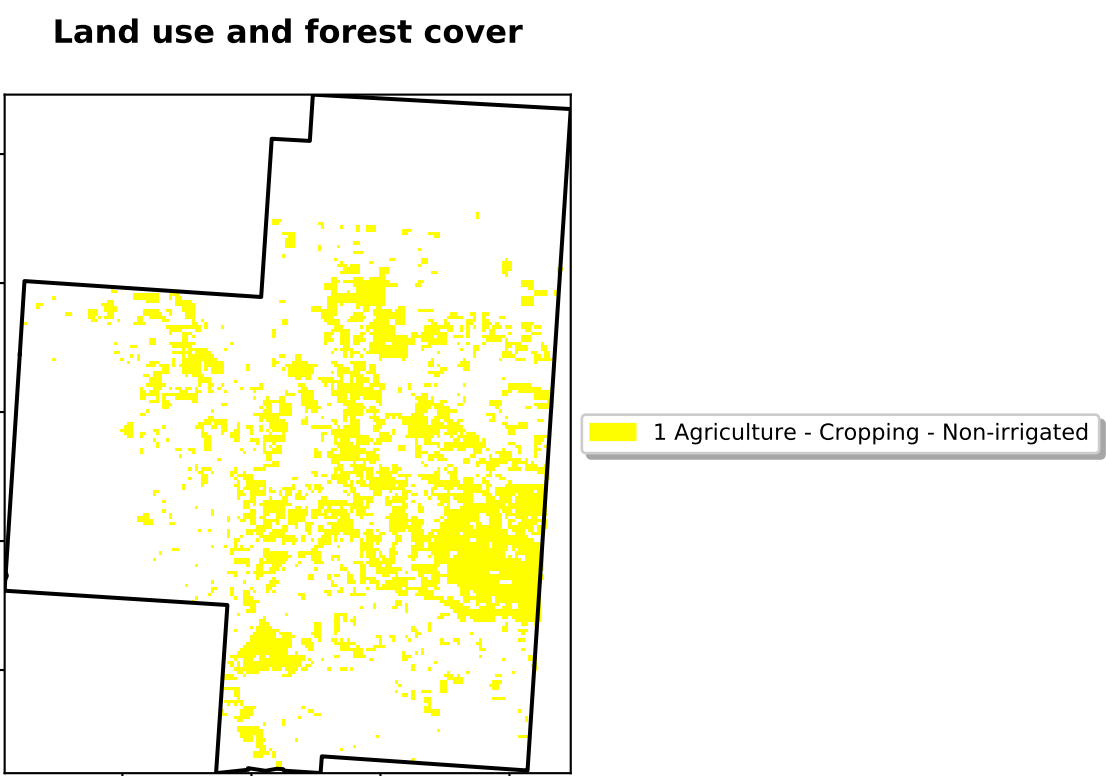 Land use and forest cover
1 Agriculture - Cropping - Non-irrigated